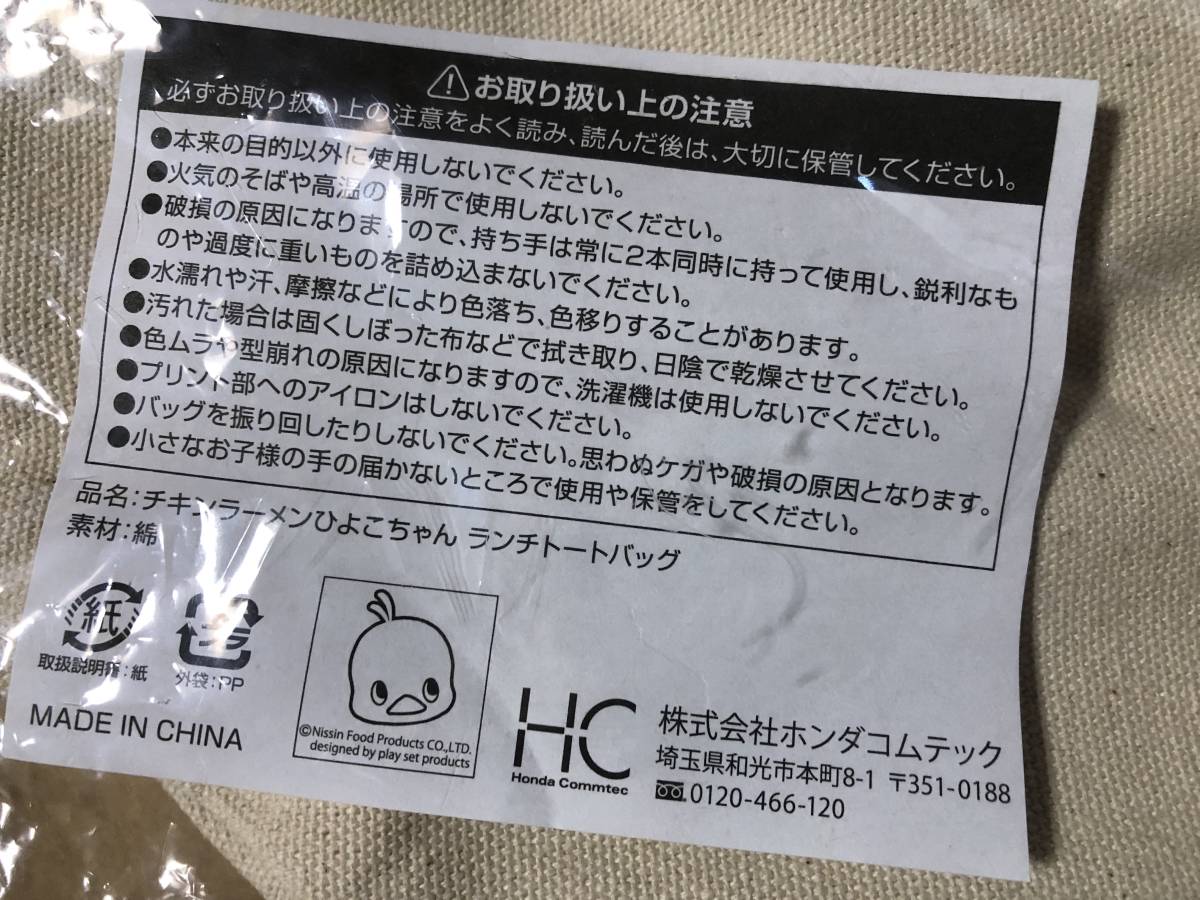 ⚠お取り扱い上の注意
必ずお取り扱い上の注意をよく読み、読んだ後は、大切に保管してください。
●本来の目的以外に使用しないでください。
●火気のそばや高温の場所で使用しないでください。
●破損の原因になりますので、持ち手は常に2本同時に持って使用し、鋭利なも
のや過度に重いものを詰め込まないでください。
●水濡れや汗、摩擦などにより色落ち、色移りすることがあります。
●汚れた場合は固くしぼった布などで拭き取り、日陰で乾燥させてください。
●色ムラや型崩れの原因になりますので、洗濯機は使用しないでください。
●プリント部へのアイロンはしないでください。
●バッグを振り回したりしないでください。思わぬケガや破損の原因となります。
●小さなお子様の手の届かないところで使用や保管をしてください。
品名:チキンラーメンひよこちゃん ランチトートバッグ
素材:綿
紙
プラ
取扱説明書:紙
外袋:PP
MADE IN CHINA
©Nissin Food Products CO.,LTD.
designed by play set products
HC
Honda Commtec
株式会社ホンダコムテック
埼玉県和光市本町8-1 〒351-0188
0120-466-120